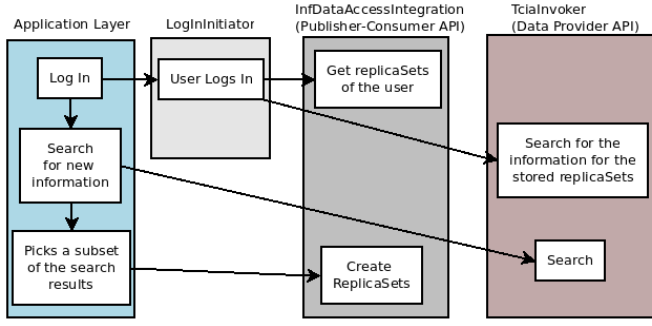 Application Layer
LogInInitiator
InfDataAccessIntegration
(Publisher-Consumer API)
TciaInvoker
(Data Provider API)
Log In
User Logs In
Get replicaSets
of the user
Search
for new
information
Search for the
information for the
stored replicaSets
Picks a subset
of the search
results
Create
ReplicaSets
Search